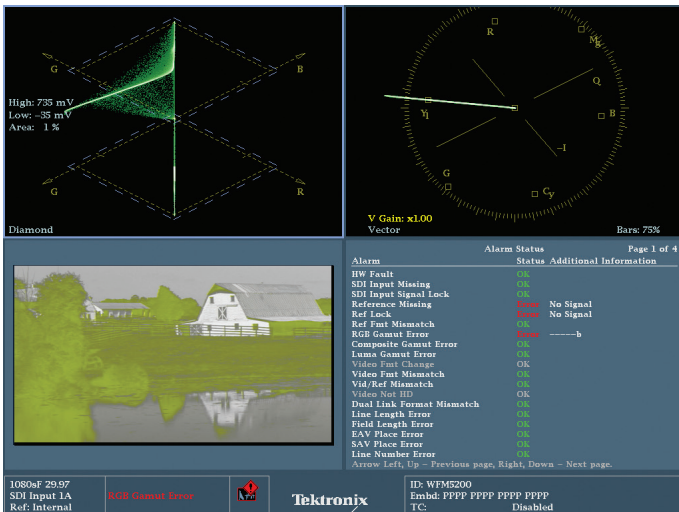 G
B
High: 735 mV
Low: -35 mV
Area: 1 %
G
R
Diamond
R
Mg
Q
Yl
B
-I
G
Cy
V Gain: x1.00
Vector
Bars: 75%
Alarm Status
Page 1 of 4
Alarm
Status
Additional Information
HW Fault OK
SDI Input Missing OK
SDI Input Signal Lock OK
Reference Missing No Signal
Ref Lock No Signal
Ref Fmt Mismatch OK
RGB Gamut Error -----b
Composite Gamut Error OK
Luma Gamut Error OK
Video Fmt Change OK
Video Fmt Mismatch OK
Vid/Ref Mismatch OK
Video Not HD OK
Dual Link Format Mismatch OK
Line Length Error OK
Field Length Error OK
EAV Place Error OK
SAV Place Error OK
Line Number Error OK
Arrow Left, Up - Previous page, Right, Down - Next page.
1080sF 29.97
SDI Input 1A
Ref: Internal
RGB Gamut Error
Tektronix
ID: WFM5200
Embd: PPPP PPPP PPPP PPPP
TC: Disabled